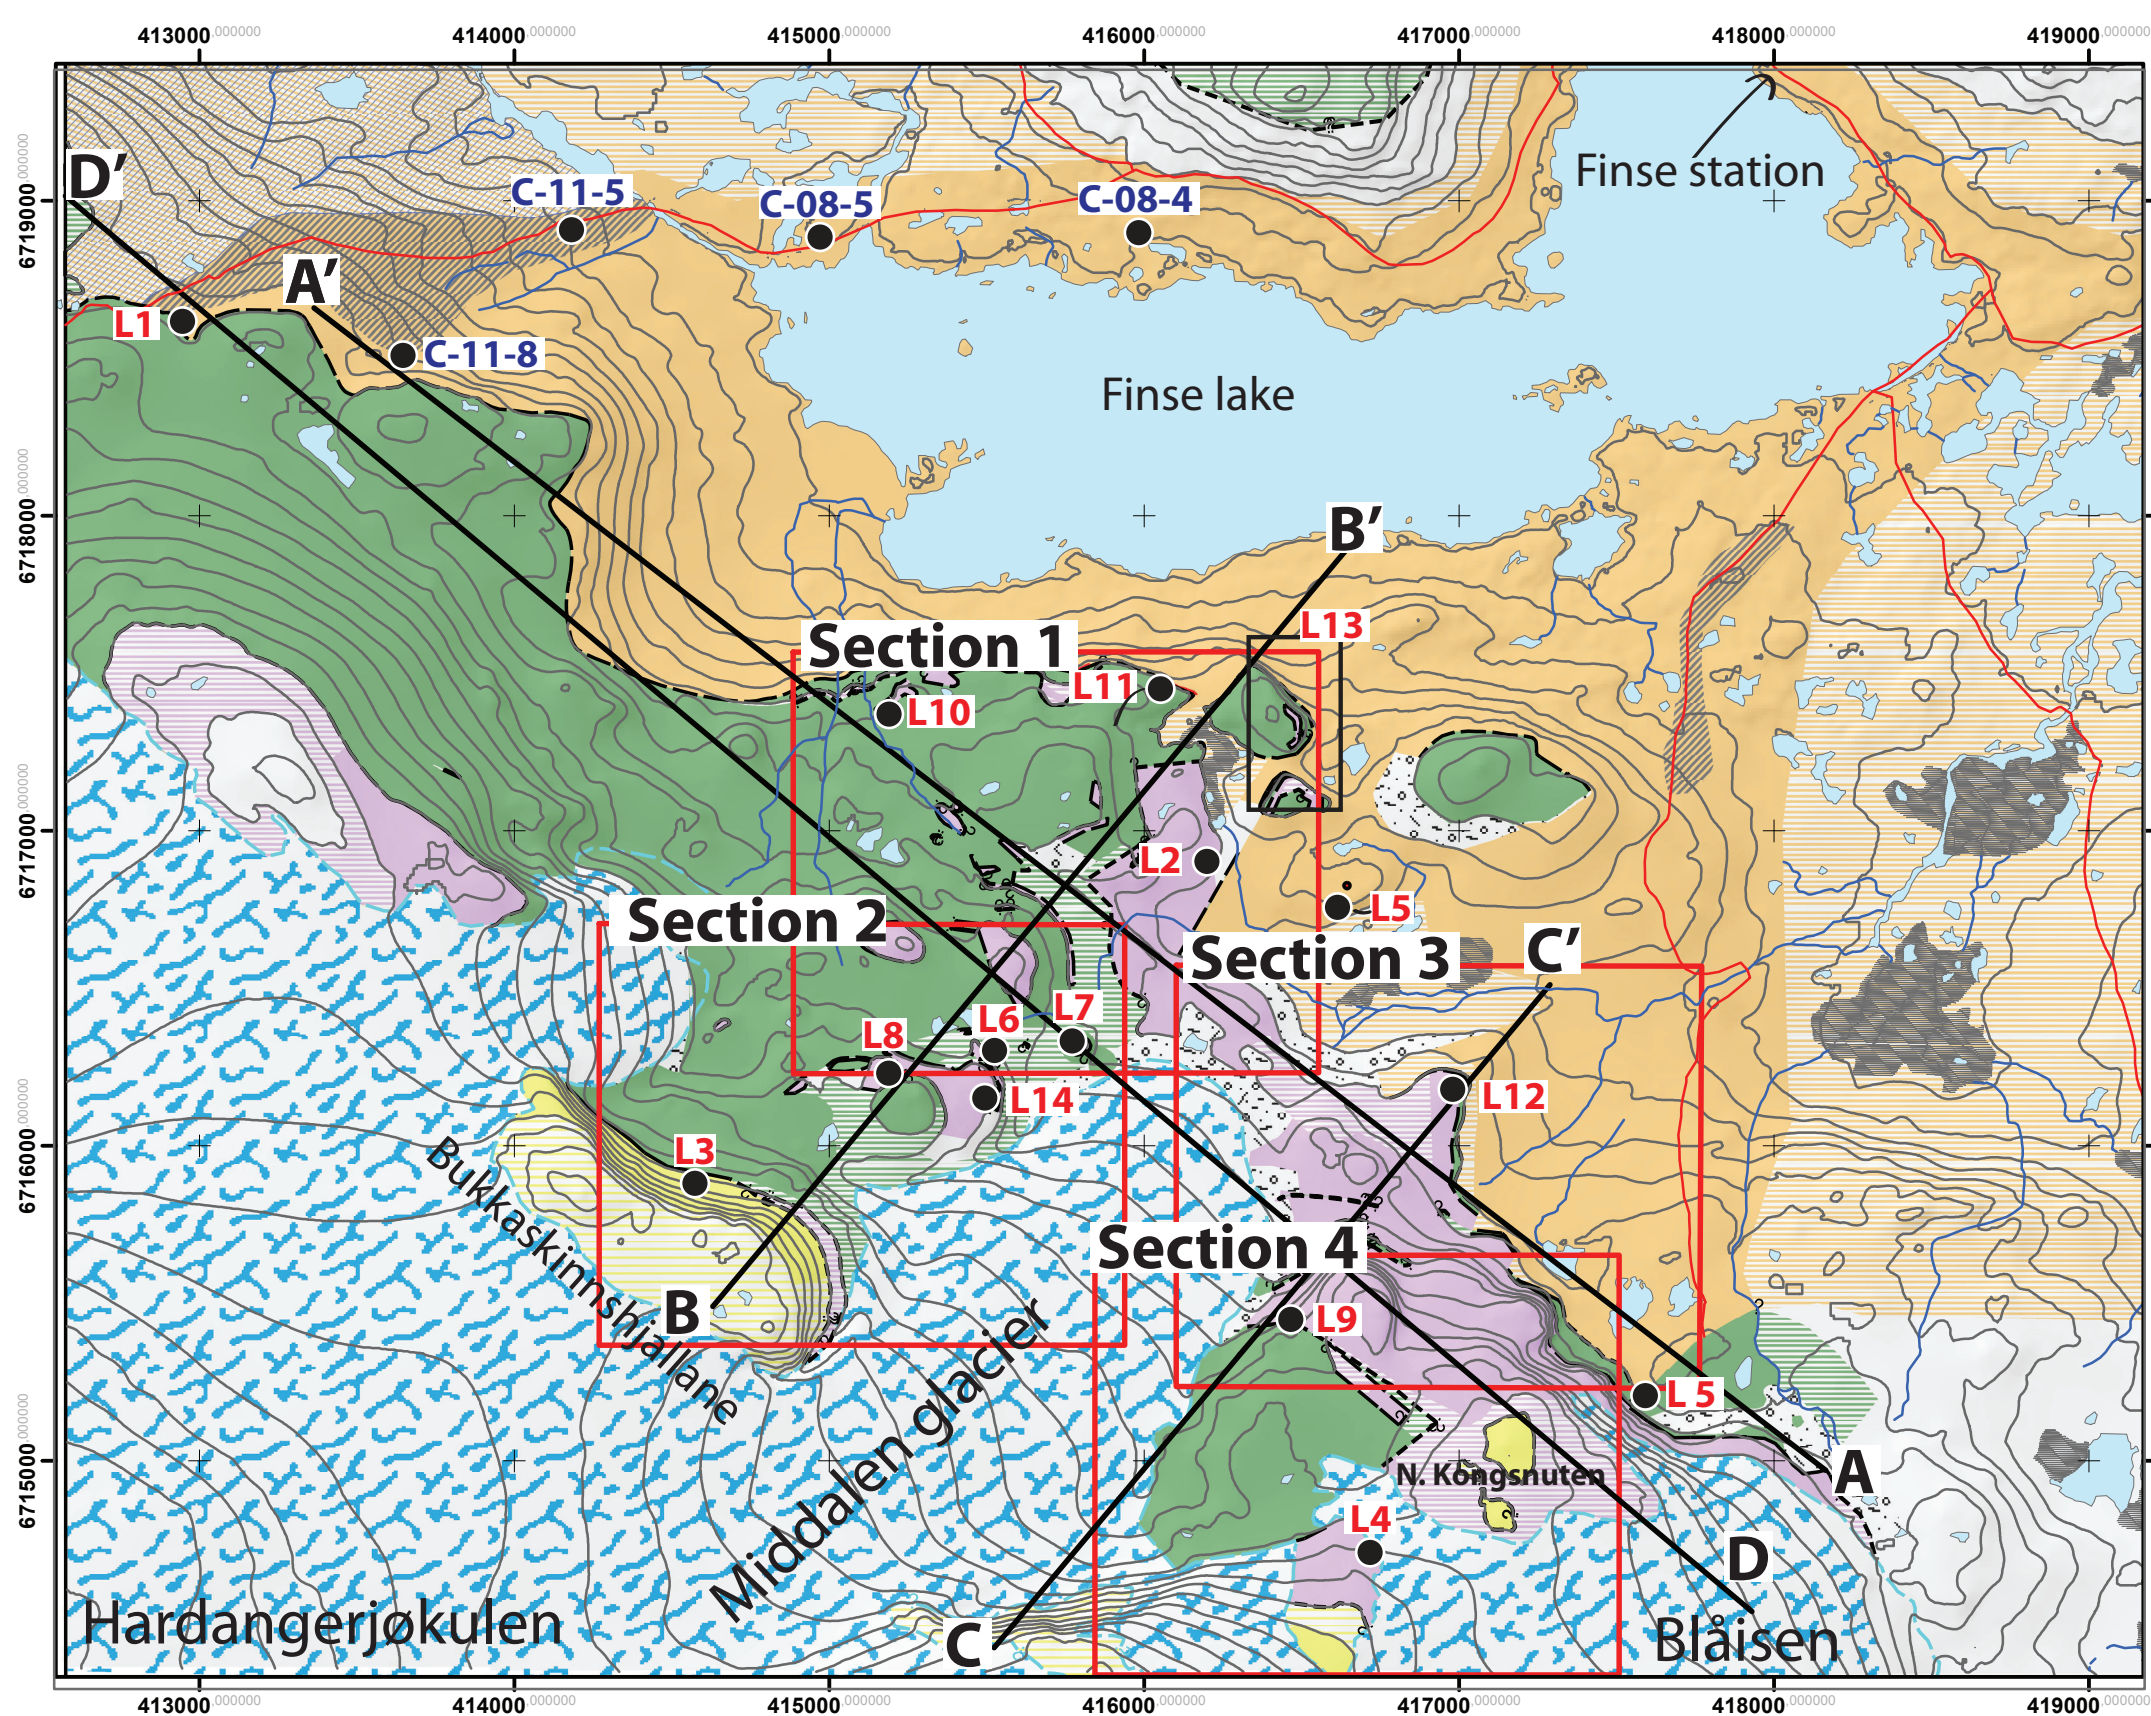 413000,000000 414000,000000 415000,000000 416000,000000 417000,000000 418000,000000 419000,000000
Finse station
D’
6719000,000000
C-11-5
C-08-5
C-08-4
A’
L1
C-11-8
Finse lake
6718000,000000
B’
L13
Section 1
L11
L10
6717000,000000
L2
Section 2
L5
Section 3
C’
L6
L7
L8
L14
L12
6716000,000000
L3
Bukkaskinnshjallane
Section 4
B
L9
Middalen glacier
L 5
6715000,000000
N. Kongsnuten
A
L4
D
Hardangerjøkulen
C
Blåisen
413000,000000 414000,000000 415000,000000 416000,000000 417000,000000 418000,000000 419000,000000